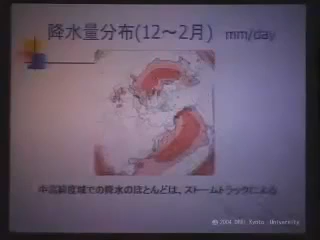 降水量分布(12～2月) mm/day
中高緯度域での降水のほとんどは、ストームトラックによる
© 2004 DPRI Kyoto University